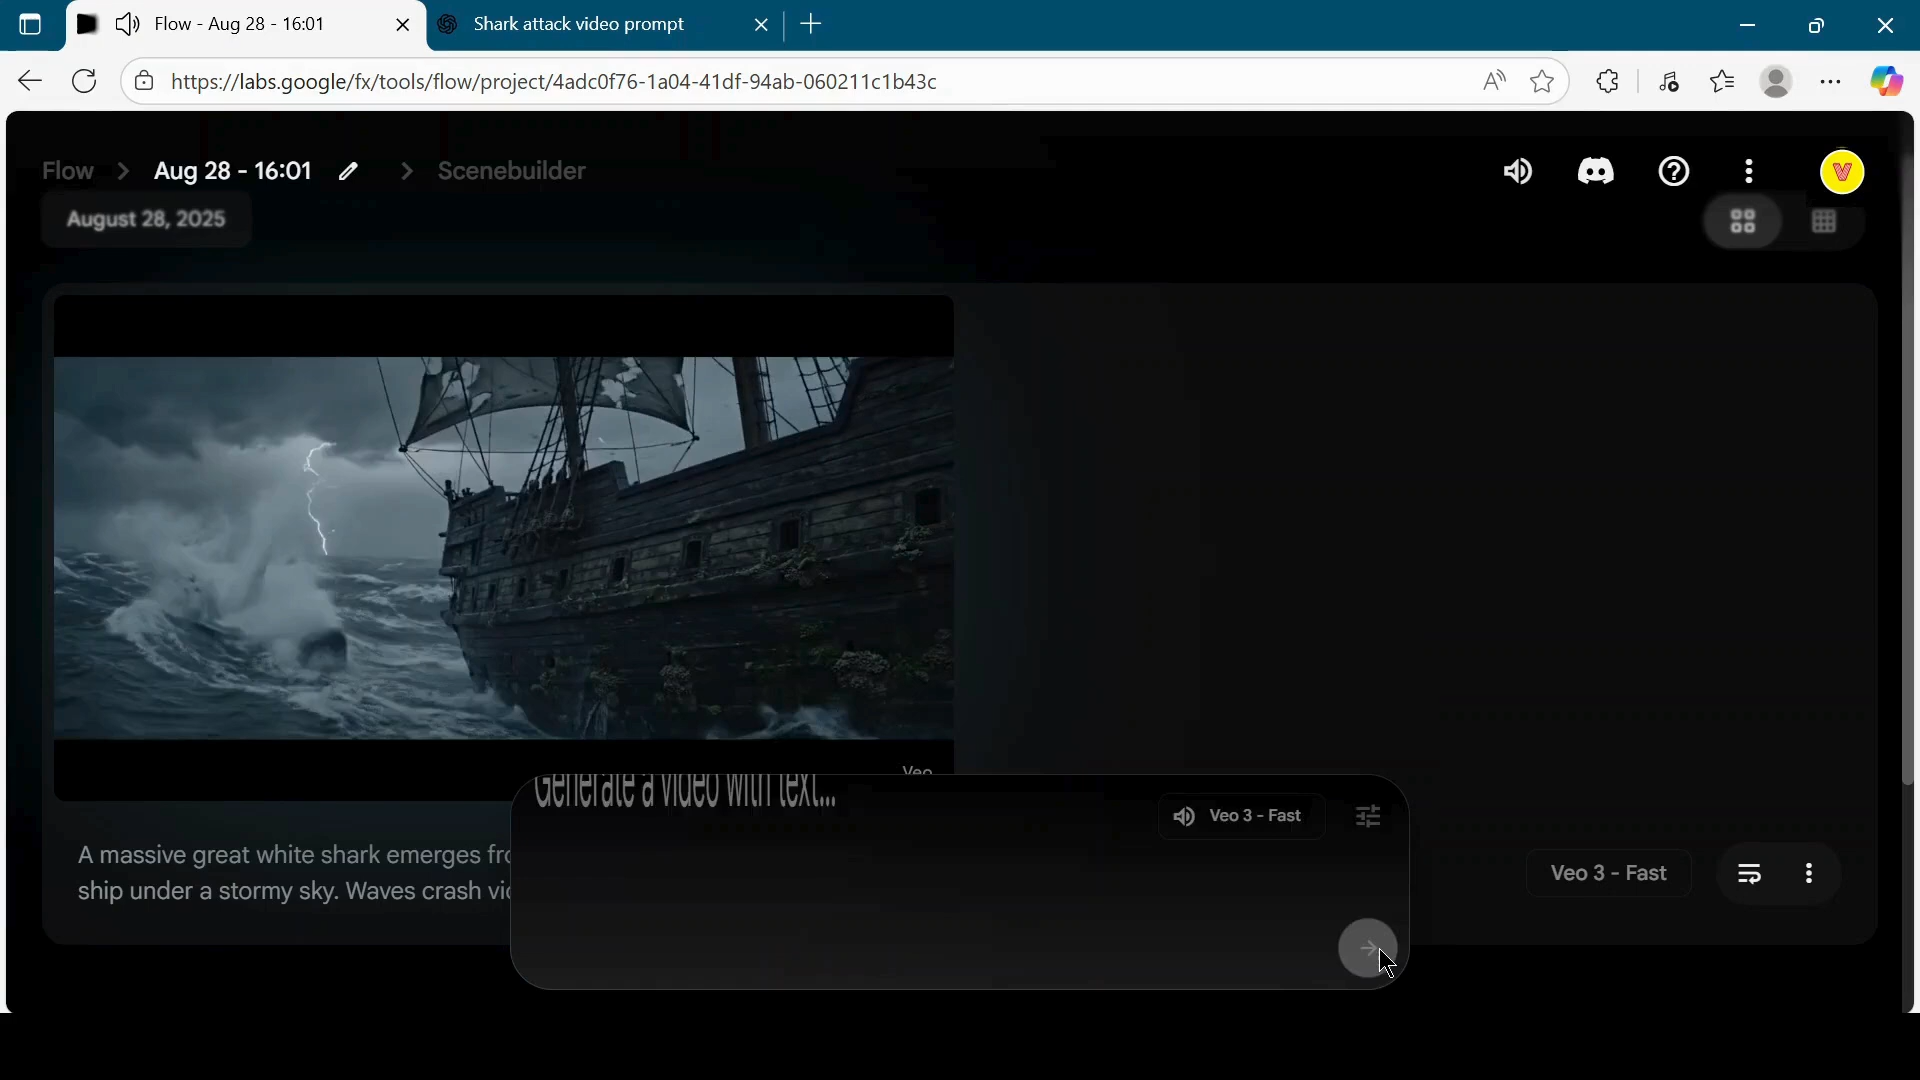 Flow - Aug 28 - 16:01
Shark attack video prompt
https://labs.google/fx/tools/flow/project/4adc0f76-1a04-41df-94ab-060211c1b43c
Flow > Aug 28 - 16:01 > Scenebuilder
August 28, 2025
Veo
Generate a video with text...
Veo 3 - Fast
A massive great white shark emerges
ship under a stormy sky. Waves crash
Veo 3 - Fast